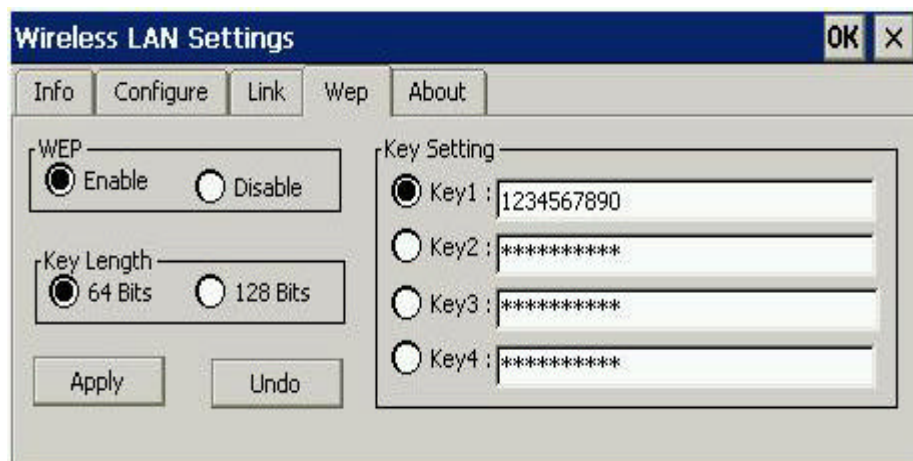 Wireless LAN Settings OK ×
Info Configure Link Wep About
WEP
Enable Disable
Key Length
64 Bits 128 Bits
Apply Undo
Key Setting
Key1 : 1234567890
Key2 : **********
Key3 : **********
Key4 : **********